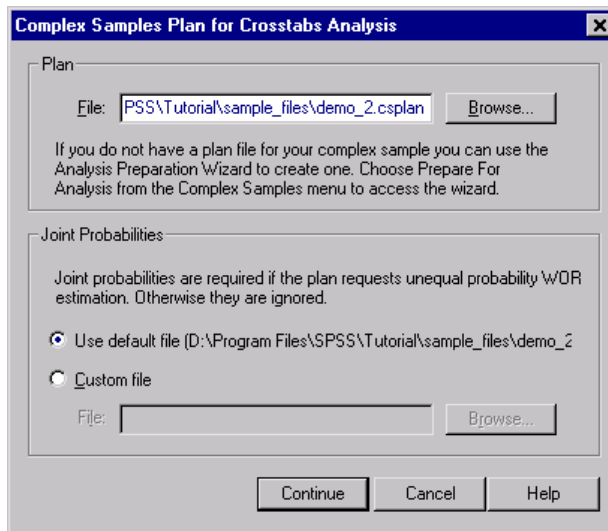 Complex Samples Plan for Crosstabs Analysis
Plan
File: PSS\Tutorial\sample_files\demo_2.csplan Browse...
If you do not have a plan file for your complex sample you can use the
Analysis Preparation Wizard to create one. Choose Prepare For
Analysis from the Complex Samples menu to access the wizard.
Joint Probabilities
Joint probabilities are required if the plan requests unequal probability WOR
estimation. Otherwise they are ignored.
Use default file (D:\Program Files\SPSS\Tutorial\sample_files\demo_2
Custom file
File: Browse...
Continue Cancel Help